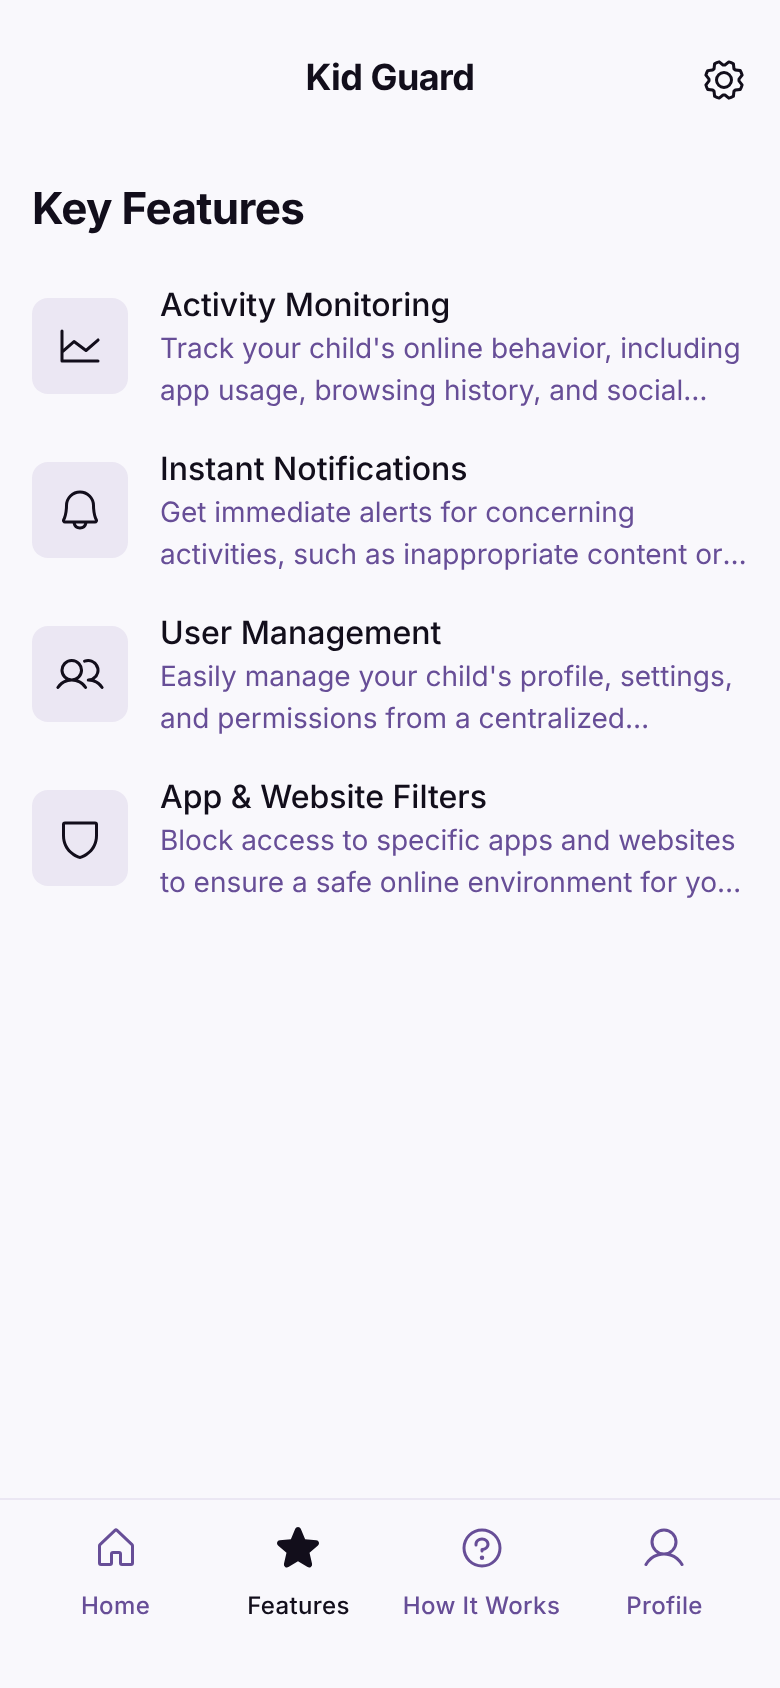 Kid Guard
Key Features
Activity Monitoring
Track your child's online behavior, including
app usage, browsing history, and social...
Instant Notifications
Get immediate alerts for concerning
activities, such as inappropriate content or...
User Management
Easily manage your child's profile, settings,
and permissions from a centralized...
App & Website Filters
Block access to specific apps and websites
to ensure a safe online environment for yo...
Home
Features
How It Works
Profile